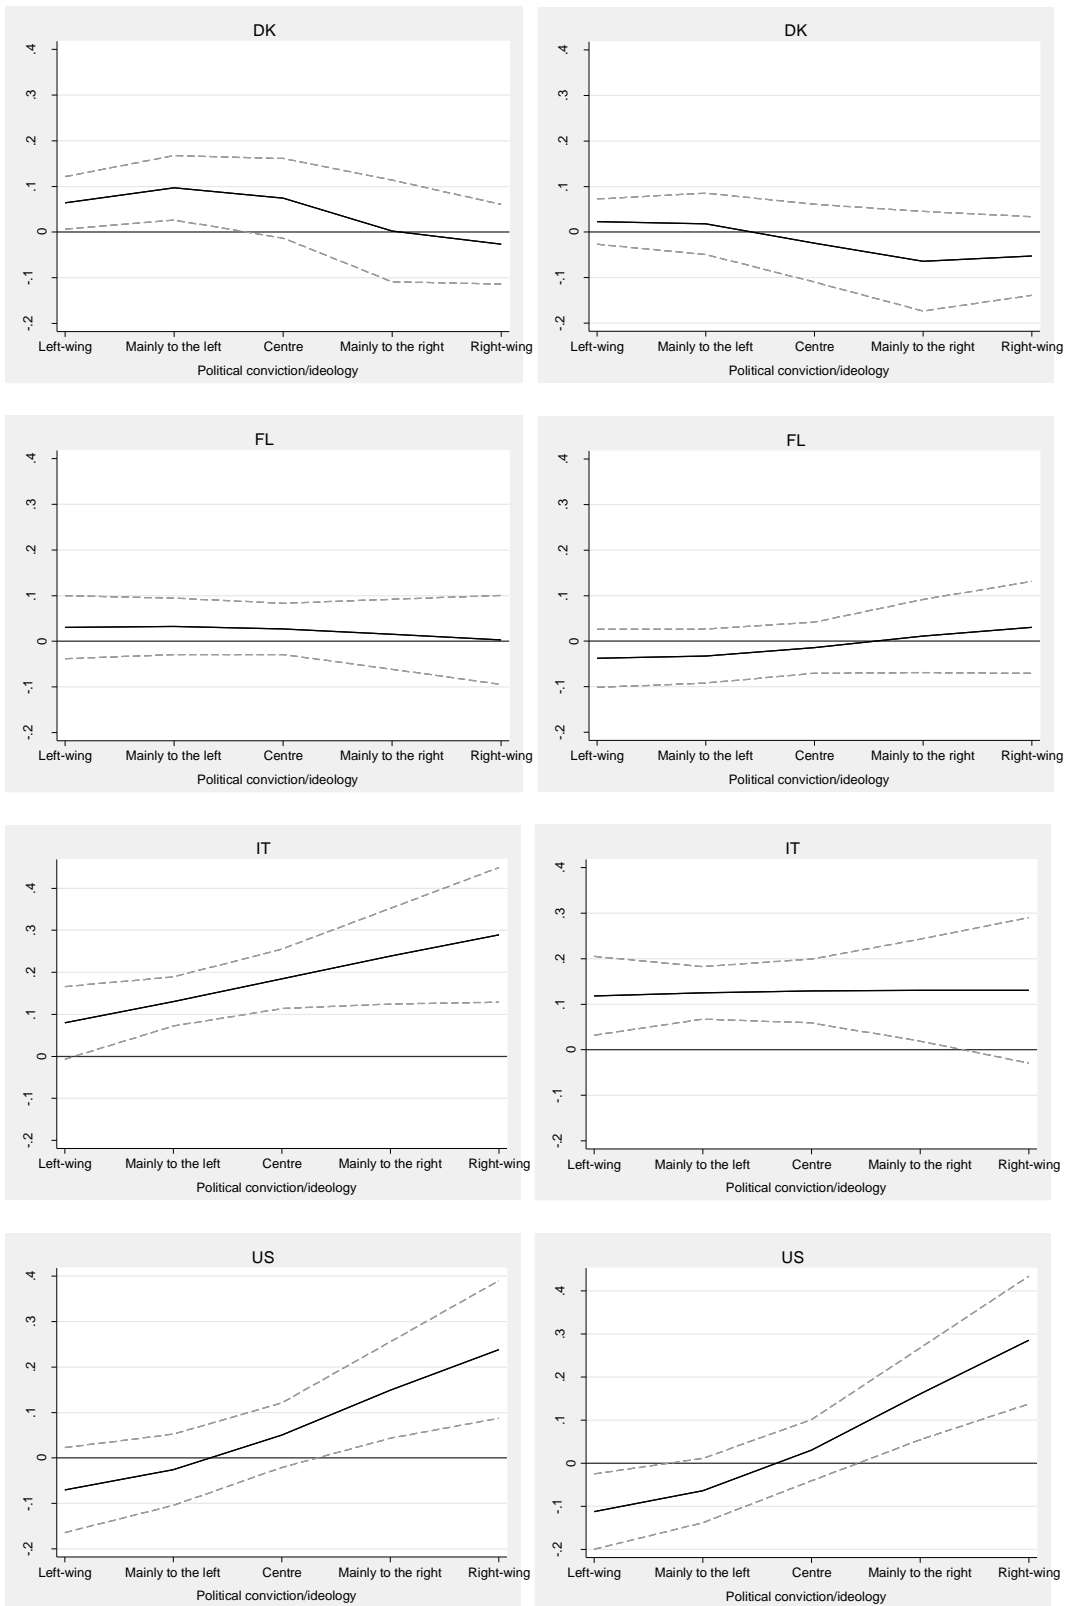 DK
.4
.3
.2
.1
0
-.1
-.2
Left-wing Mainly to the left Centre Mainly to the right Right-wing
Political conviction/ideology
DK
.4
.3
.2
.1
0
-.1
-.2
Left-wing Mainly to the left Centre Mainly to the right Right-wing
Political conviction/ideology
FL
.4
.3
.2
.1
0
-.1
-.2
Left-wing Mainly to the left Centre Mainly to the right Right-wing
Political conviction/ideology
FL
.4
.3
.2
.1
0
-.1
-.2
Left-wing Mainly to the left Centre Mainly to the right Right-wing
Political conviction/ideology
IT
.4
.3
.2
.1
0
-.1
-.2
Left-wing Mainly to the left Centre Mainly to the right Right-wing
Political conviction/ideology
IT
.4
.3
.2
.1
0
-.1
-.2
Left-wing Mainly to the left Centre Mainly to the right Right-wing
Political conviction/ideology
US
.4
.3
.2
.1
0
-.1
-.2
Left-wing Mainly to the left Centre Mainly to the right Right-wing
Political conviction/ideology
US
.4
.3
.2
.1
0
-.1
-.2
Left-wing Mainly to the left Centre Mainly to the right Right-wing
Political conviction/ideology